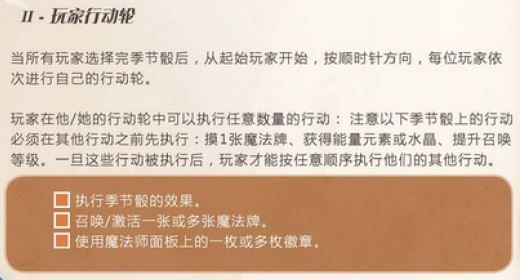 II - 玩家行动轮
当所有玩家选择完季节骰后，从起始玩家开始，按顺时针方向，每位玩家依
次进行自己的行动轮。
玩家在他/她的行动轮中可以执行任意数量的行动：注意以下季节骰上的行动
必须在其他行动之前先执行：摸1张魔法牌、获得能量元素或水晶、提升召唤
等级。一旦这些行动被执行后，玩家才能按任意顺序执行他们的其他行动。
执行季节骰的效果。
召唤/激活一张或多张魔法牌。
使用魔法师面板上的一枚或多枚徽章。